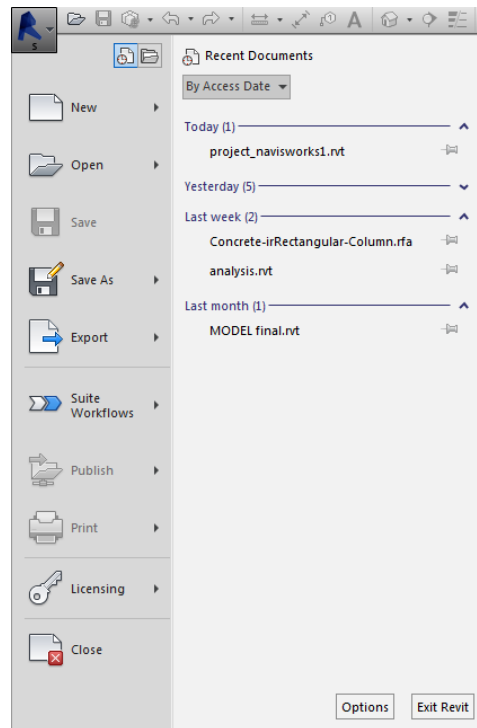 A
S
New
Open
Save
Save As
Export
Suite
Workflows
Publish
Print
Licensing
Close
Recent Documents
By Access Date
Today (1)
project_navisworks1.rvt
Yesterday (5)
Last week (2)
Concrete-irRectangular-Column.rfa
analysis.rvt
Last month (1)
MODEL final.rvt
Options
Exit Revit